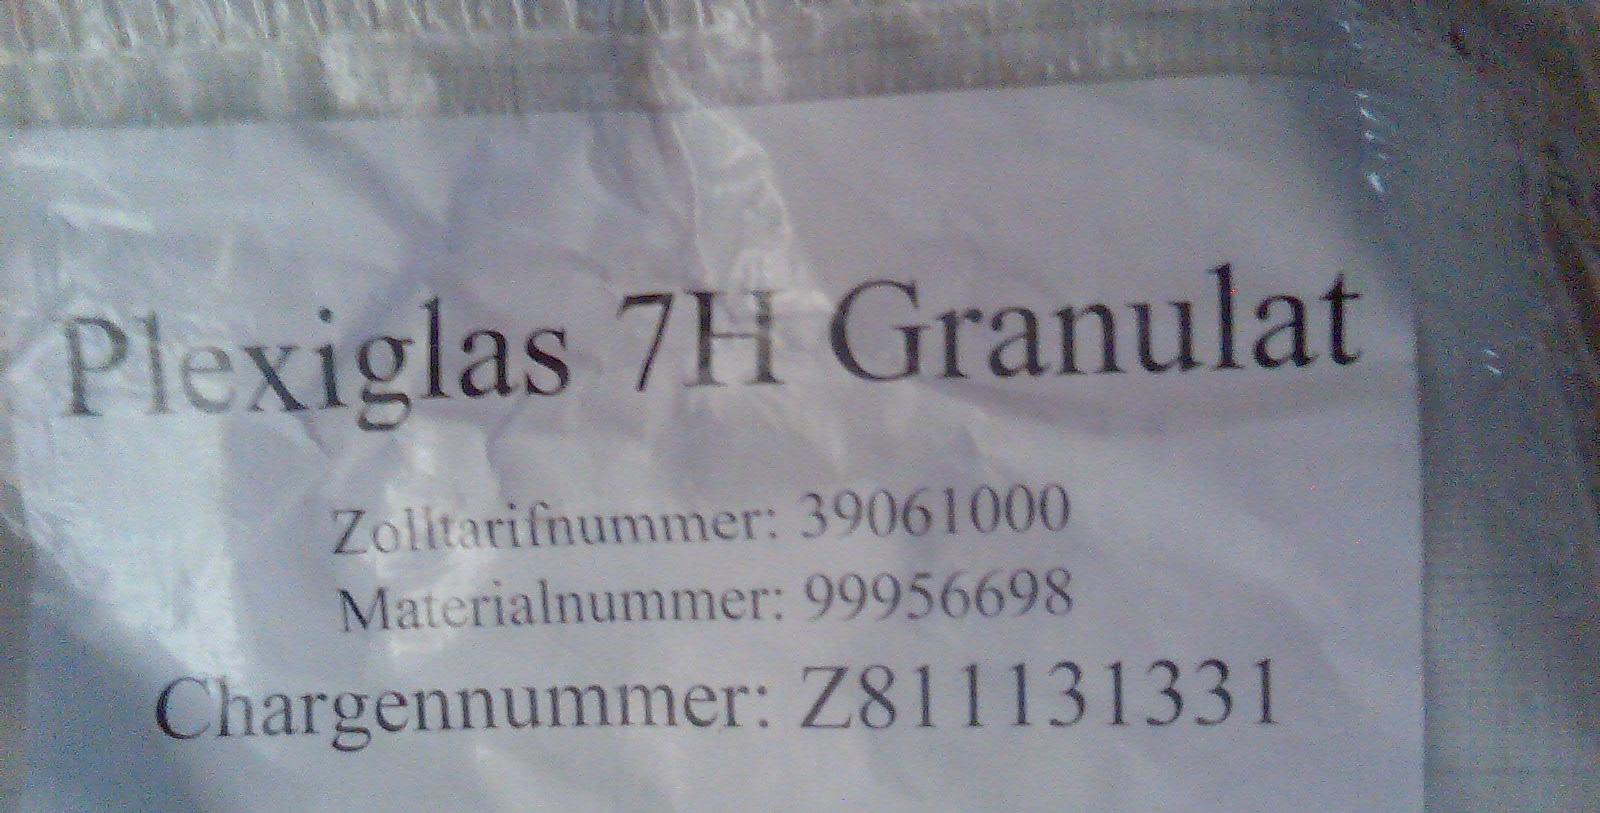 Plexiglas 7H Granulat
Zolltarifnummer: 39061000
Materialnummer: 99956698
Chargennummer: Z811131331